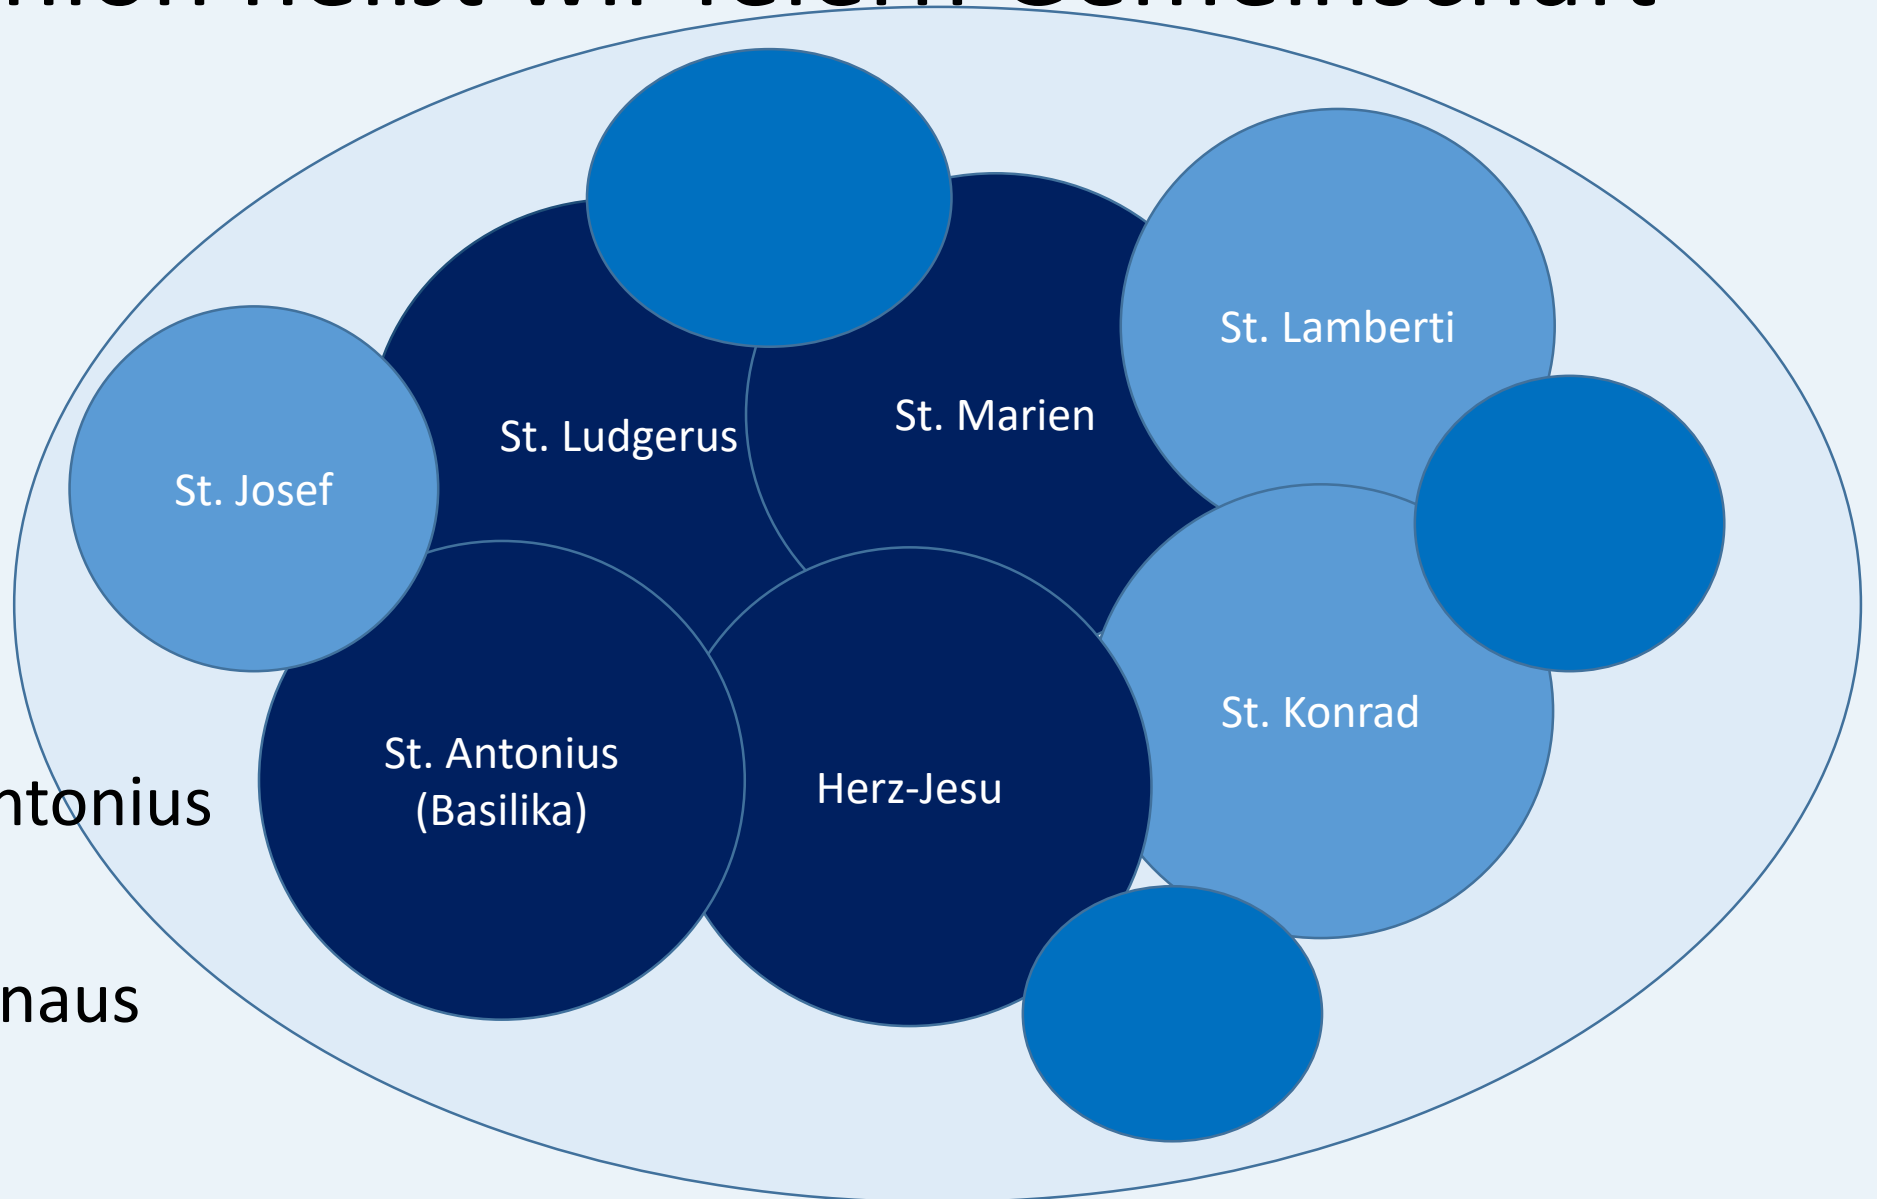 St. Lamberti
St. Marien
St. Ludgerus
St. Josef
St. Konrad
St. Antonius
(Basilika)
Herz-Jesu
ntonius
naus